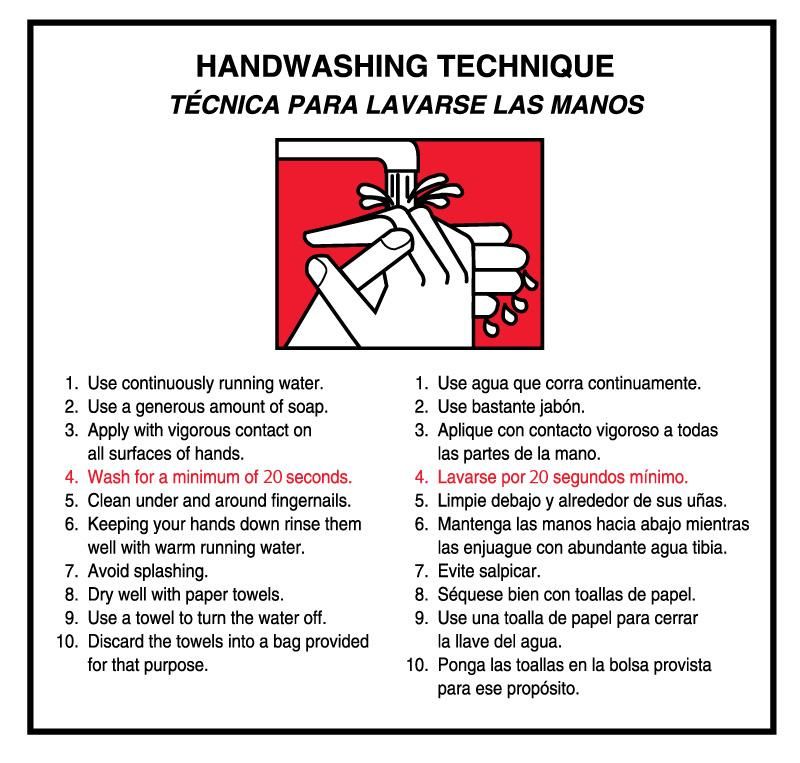 HANDWASHING TECHNIQUE
TÉCNICA PARA LAVARSE LAS MANOS
1. Use continuously running water.
2. Use a generous amount of soap.
3. Apply with vigorous contact on
all surfaces of hands.
4. Wash for a minimum of 20 seconds.
5. Clean under and around fingernails.
6. Keeping your hands down rinse them
well with warm running water.
7. Avoid splashing.
8. Dry well with paper towels.
9. Use a towel to turn the water off.
10. Discard the towels into a bag provided
for that purpose.
1. Use agua que corra continuamente.
2. Use bastante jabón.
3. Aplique con contacto vigoroso a todas
las partes de la mano.
4. Lavarse por 20 segundos mínimo.
5. Limpie debajo y alrededor de sus uñas.
6. Mantenga las manos hacia abajo mientras
las enjuague con abundante agua tibia.
7. Evite salpicar.
8. Séquese bien con toallas de papel.
9. Use una toalla de papel para cerrar
la llave del agua.
10. Ponga las toallas en la bolsa provista
para ese propósito.